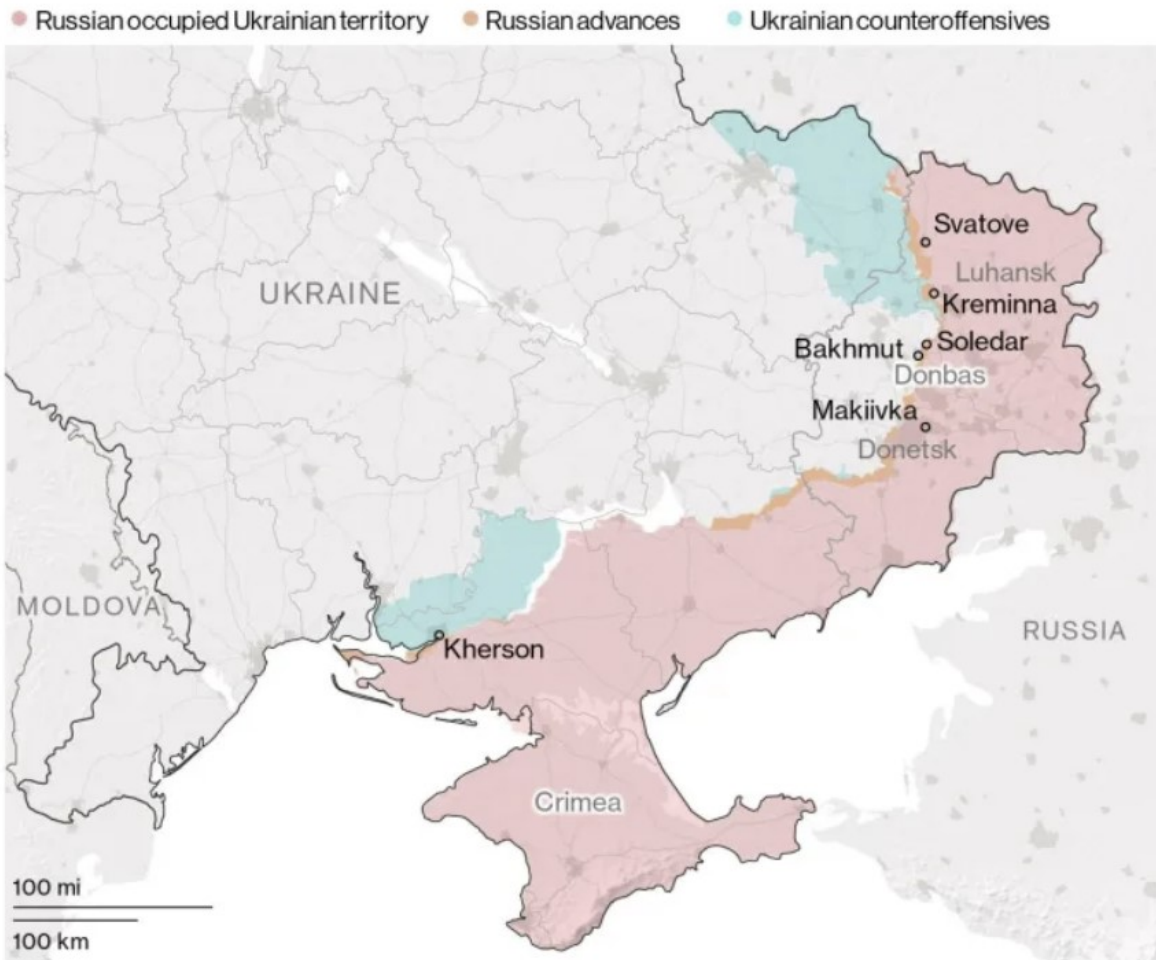 Russian occupied Ukrainian territory
Russian advances
Ukrainian counteroffensives
Svatove
Luhansk
UKRAINE
Kreminna
Soledar
Bakhmut
Donbas
Makiivka
Donetsk
MOLDOVA
RUSSIA
Kherson
Crimea
100 mi
100 km